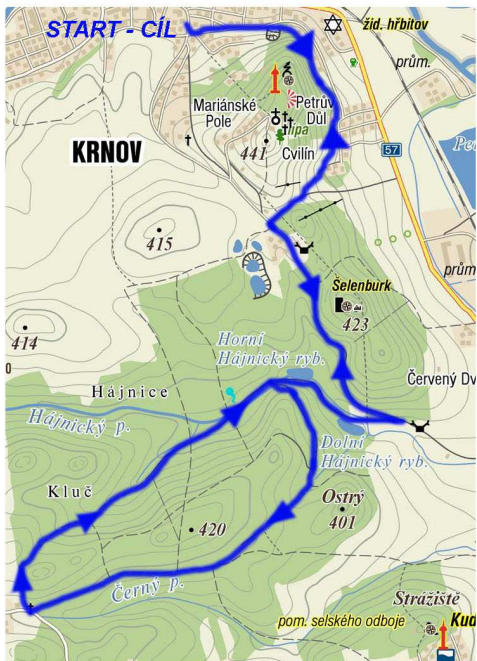 START - CÍL
žid. hřbitov
prům.
Mariánské
Pole
Petrův
Důl
lípa
441
Cvilín
KRNOV
57
415
Šelenburk
423
prům
414
Horní
Hájnický ryb.
Hájnice
Červený Dv
Hájnický p.
Dolní
Hájnický ryb.
Kluč
Ostrý
401
420
Černý p.
Strážiště
pom. selského odboje